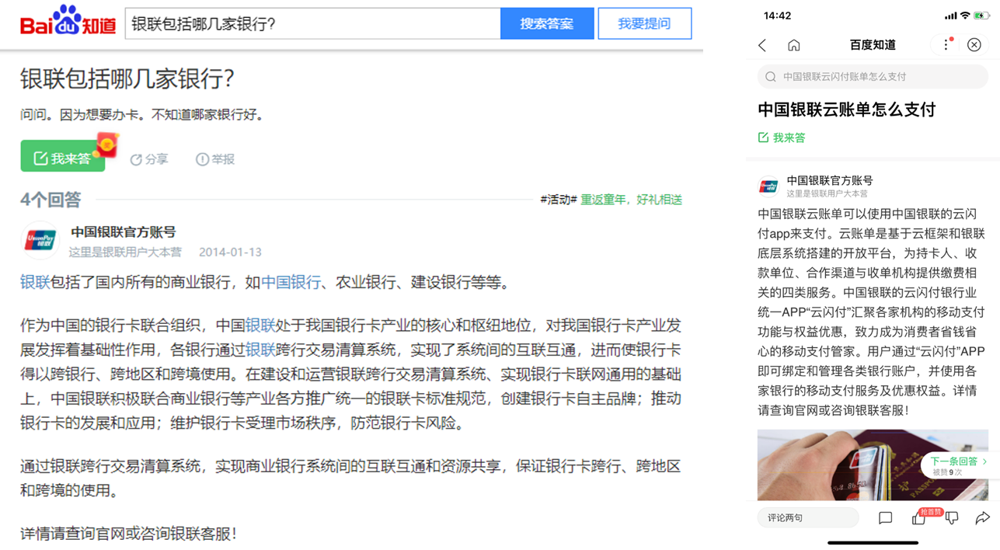 Bai du 知道
银联包括哪几家银行?
搜索答案
我要提问
银联包括哪几家银行?
问问。因为想要办卡。不知道哪家银行好。
我来答
分享
举报
4个回答
#活动# 重返童年，好礼相送
UnionPay 银联
中国银联官方账号
这里是银联用户大本营 2014-01-13
银联包括了国内所有的商业银行，如中国银行、农业银行、建设银行等等。
作为中国的银行卡联合组织，中国银联处于我国银行卡产业的核心和枢纽地位，对我国银行卡产业发
展发挥着基础性作用，各银行通过银联跨行交易清算系统，实现了系统间的互联互通，进而使银行卡
得以跨银行、跨地区和跨境使用。在建设和运营银联跨行交易清算系统、实现银行卡联网通用的基础
上，中国银联积极联合商业银行等产业各方推广统一的银联卡标准规范，创建银行卡自主品牌；推动
银行卡的发展和应用；维护银行卡受理市场秩序，防范银行卡风险。
通过银联跨行交易清算系统，实现商业银行系统间的互联互通和资源共享，保证银行卡跨行、跨地区
和跨境的使用。
详情请查询官网或咨询银联客服！
14:42
百度知道
中国银联云闪付账单怎么支付
中国银联云账单怎么支付
我来答
UnionPay 银联
中国银联官方账号
这里是银联用户大本营
中国银联云账单可以使用中国银联的云闪
付app来支付。云账单是基于云框架和银联
底层系统搭建的开放平台，为持卡人、收
款单位、合作渠道与收单机构提供缴费相
关的四类服务。中国银联的云闪付银行业
统一APP“云闪付”汇聚各家机构的移动支付
功能与权益优惠，致力成为消费者省钱省
心的移动支付管家。用户通过“云闪付”APP
即可绑定和管理各类银行账户，并使用各
家银行的移动支付服务及优惠权益。详情
请查询官网或咨询银联客服！
下一条回答
被赞9次
评论两句
抢首赞